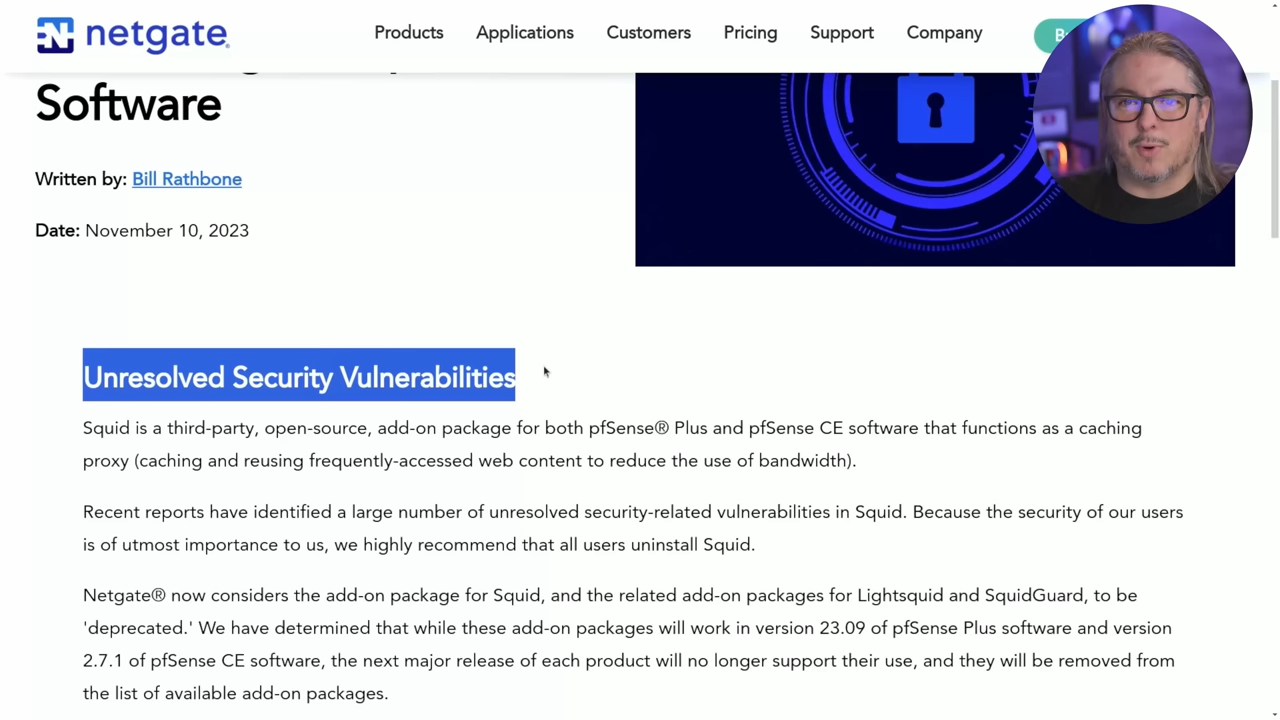 netgate
Products Applications Customers Pricing Support Company
Software
Written by: Bill Rathbone
Date: November 10, 2023
Unresolved Security Vulnerabilities
Squid is a third-party, open-source, add-on package for both pfSense® Plus and pfSense CE software that functions as a caching
proxy (caching and reusing frequently-accessed web content to reduce the use of bandwidth).
Recent reports have identified a large number of unresolved security-related vulnerabilities in Squid. Because the security of our users
is of utmost importance to us, we highly recommend that all users uninstall Squid.
Netgate® now considers the add-on package for Squid, and the related add-on packages for Lightsquid and SquidGuard, to be
'deprecated.' We have determined that while these add-on packages will work in version 23.09 of pfSense Plus software and version
2.7.1 of pfSense CE software, the next major release of each product will no longer support their use, and they will be removed from
the list of available add-on packages.